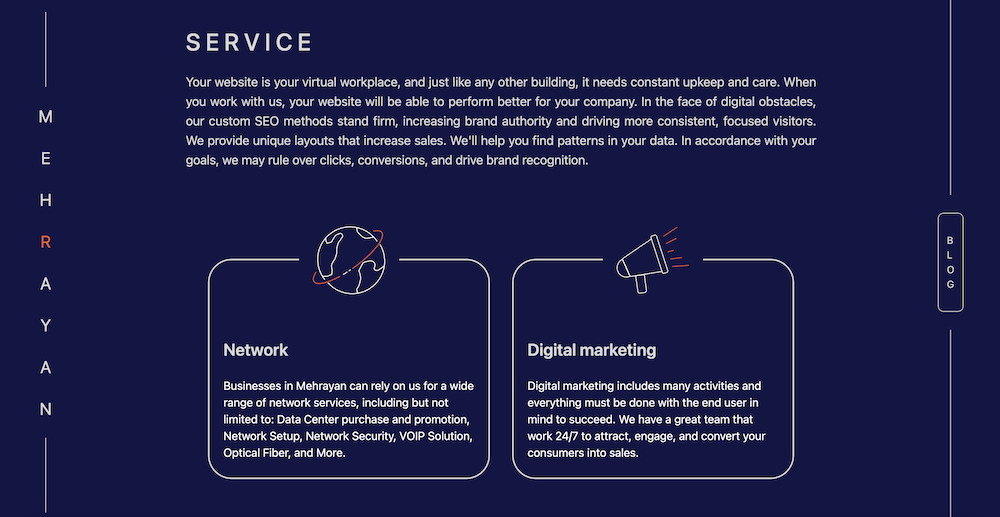 MEHRAYAN
SERVICE
Your website is your virtual workplace, and just like any other building, it needs constant upkeep and care. When
you work with us, your website will be able to perform better for your company. In the face of digital obstacles,
our custom SEO methods stand firm, increasing brand authority and driving more consistent, focused visitors.
We provide unique layouts that increase sales. We'll help you find patterns in your data. In accordance with your
goals, we may rule over clicks, conversions, and drive brand recognition.
Network
Businesses in Mehrayan can rely on us for a wide
range of network services, including but not
limited to: Data Center purchase and promotion,
Network Setup, Network Security, VOIP Solution,
Optical Fiber, and More.
Digital marketing
Digital marketing includes many activities and
everything must be done with the end user in
mind to succeed. We have a great team that
work 24/7 to attract, engage, and convert your
consumers into sales.
BLOG